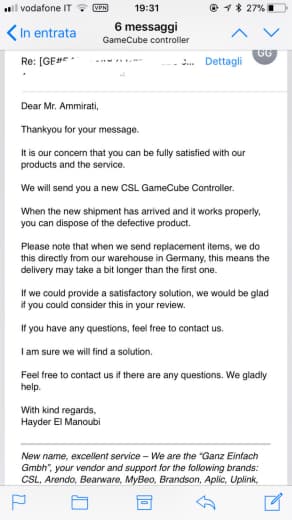 vodafone IT VPN 19:31 27%
In entrata
6 messaggi
GameCube controller
GG
Re: [GE#
Dettagli
Dear Mr. Ammirati,
Thankyou for your message.
It is our concern that you can be fully satisfied with our
products and the service.
We will send you a new CSL GameCube Controller.
When the new shipment has arrived and it works properly,
you can dispose of the defective product.
Please note that when we send replacement items, we do
this directly from our warehouse in Germany, this means the
delivery may take a bit longer than the first one.
If we could provide a satisfactory solution, we would be glad
if you could consider this in your review.
If you have any questions, feel free to contact us.
I am sure we will find a solution.
Feel free to contact us if there are any questions. We gladly
help.
With kind regards,
Hayder El Manoubi
New name, excellent service – We are the "Ganz Einfach
Gmbh", your vendor and support for the following brands:
CSL, Arendo, Bearware, MyBeo, Brandson, Aplic, Uplink,